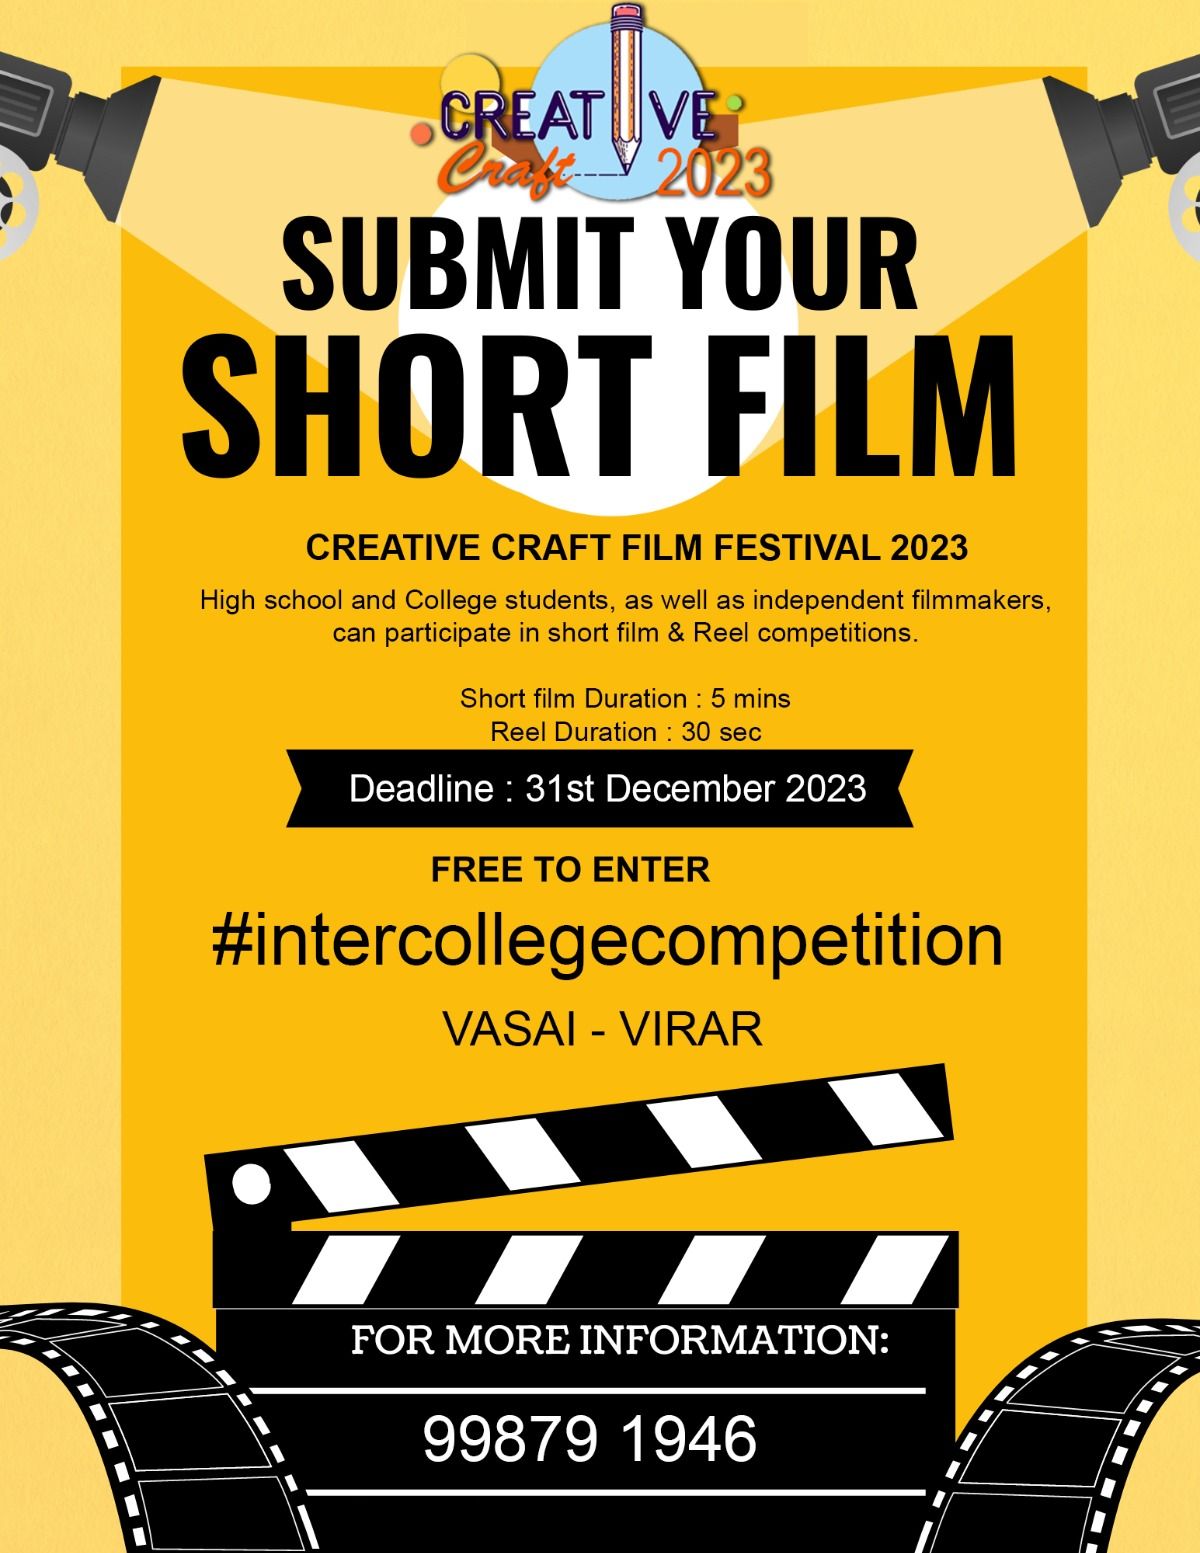 CREATIVE
Craft 2023
SUBMIT YOUR
SHORT FILM
CREATIVE CRAFT FILM FESTIVAL 2023
High school and College students, as well as independent filmmakers,
can participate in short film & Reel competitions.
Short film Duration : 5 mins
Reel Duration : 30 sec
Deadline : 31st December 2023
FREE TO ENTER
#intercollegecompetition
VASAI - VIRAR
FOR MORE INFORMATION:
99879 1946